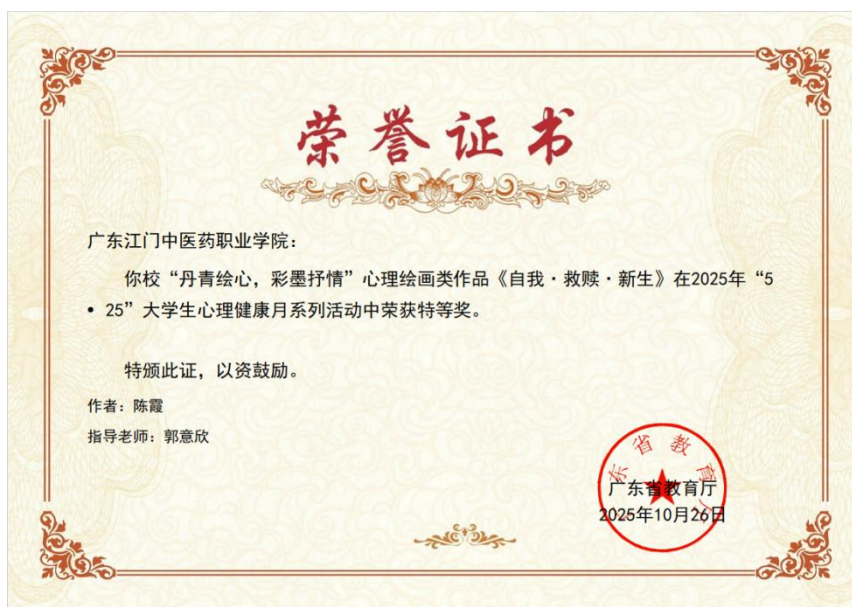 荣誉证书
广东江门中医药职业学院：
你校“丹青绘心，彩墨抒情”心理绘画类作品《自我·救赎·新生》在2025年“5
• 25”大学生心理健康月系列活动中荣获特等奖。
特颁此证，以资鼓励。
作者：陈霞
指导老师：郭意欣
广东省教育厅
广东省教育厅
2025年10月26日